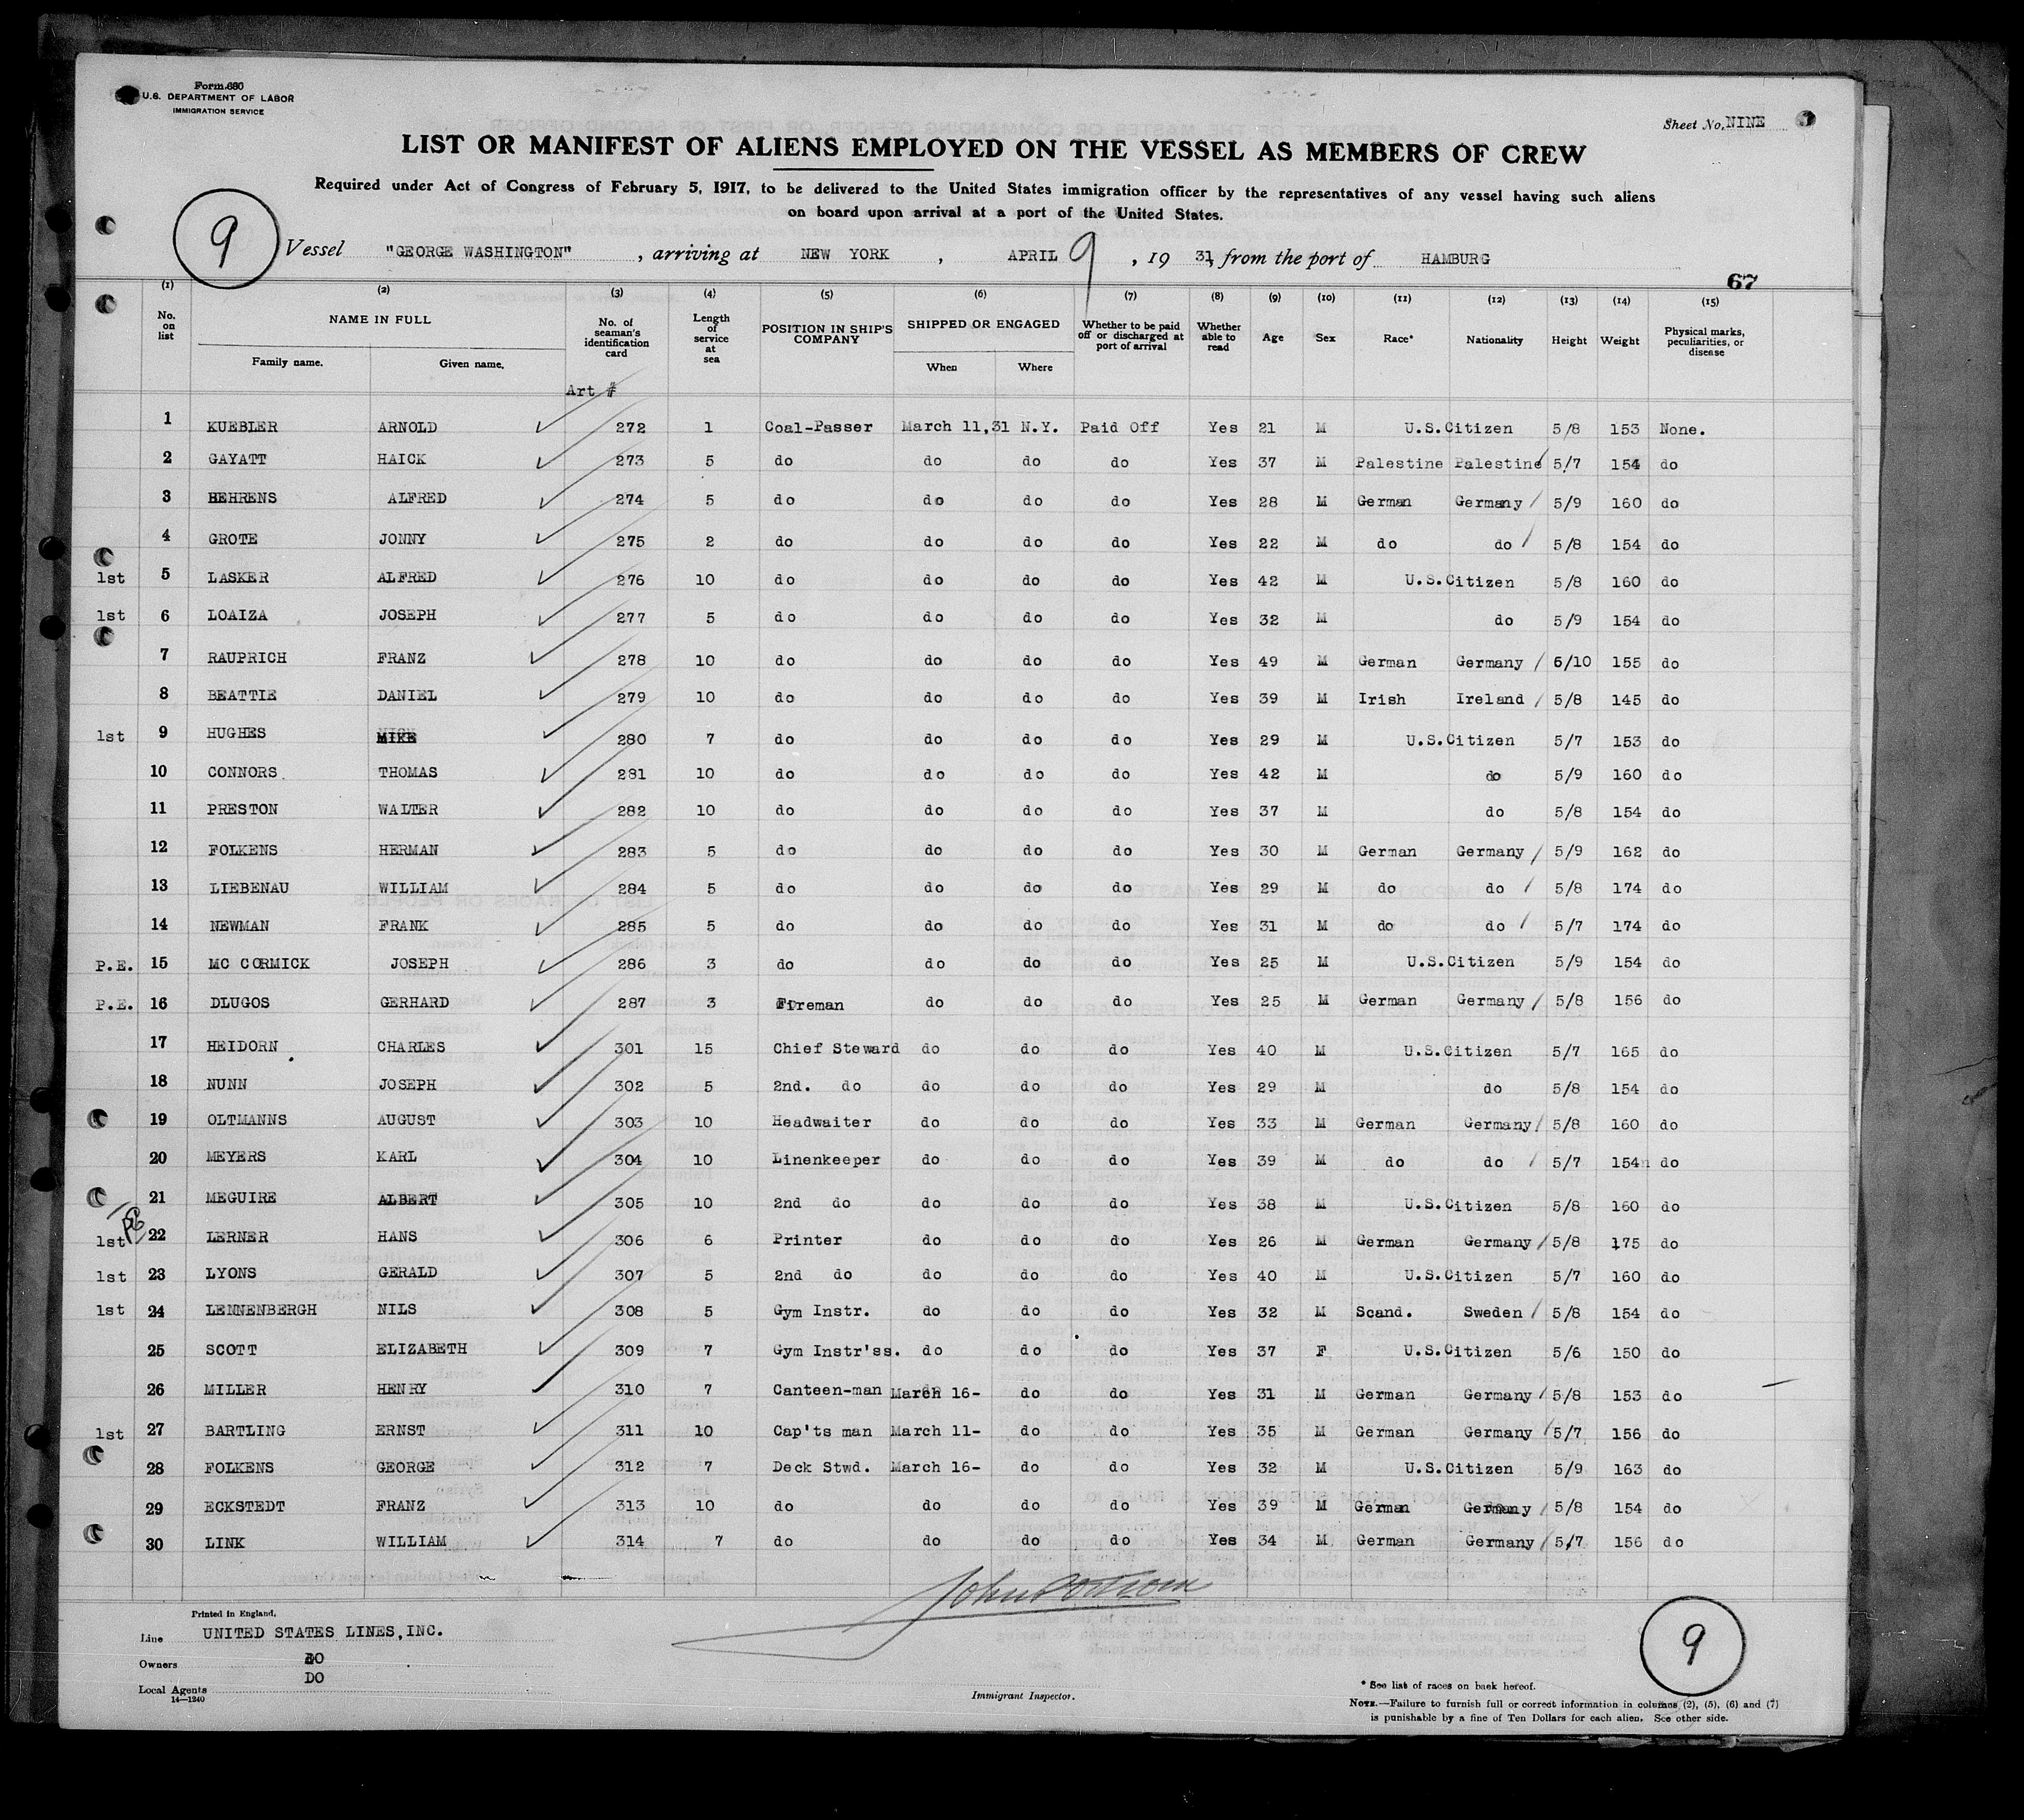 Form 680
U.S. DEPARTMENT OF LABOR
IMMIGRATION SERVICE
Sheet No. NINE
LIST OR MANIFEST OF ALIENS EMPLOYED ON THE VESSEL AS MEMBERS OF CREW
Required under Act of Congress of February 5, 1917, to be delivered to the United States immigration officer by the representatives of any vessel having such aliens
on board upon arrival at a port of the United States.
9
Vessel "GEORGE WASHINGTON", arriving at NEW YORK, APRIL 9, 1931, from the port of HAMBURG
67
(1) No. on list (2) NAME IN FULL Family name. Given name. (3) No. of seaman's identification card (4) Length of service at sea (5) POSITION IN SHIP'S COMPANY (6) SHIPPED OR ENGAGED When Where (7) Whether to be paid off or discharged at port of arrival (8) Whether able to read (9) Age (10) Sex (11) Race* (12) Nationality (13) Height (14) Weight (15) Physical marks, peculiarities, or disease
Art #
1 KUEBLER ARNOLD 272 1 Coal-Passer March 11,31 N.Y. Paid Off Yes 21 M U.S.Citizen 5/8 153 None.
2 GAYATT HAICK 273 5 do do do do Yes 37 M Palestine Palestine 5/7 154 do
3 BEHRENS ALFRED 274 5 do do do do Yes 28 M German Germany 5/9 160 do
4 GROTE JONNY 275 2 do do do do Yes 22 M do do 5/8 154 do
1st 5 LASKER ALFRED 276 10 do do do do Yes 42 M U.S.Citizen 5/8 160 do
1st 6 LOAIZA JOSEPH 277 5 do do do do Yes 32 M do 5/9 154 do
7 RAUPRICH FRANZ 278 10 do do do do Yes 49 M German Germany 6/10 155 do
8 BEATTIE DANIEL 279 10 do do do do Yes 39 M Irish Ireland 5/8 145 do
1st 9 HUGHES MIKE 280 7 do do do do Yes 29 M U.S.Citizen 5/7 153 do
10 CONNORS THOMAS 281 10 do do do do Yes 42 M do 5/9 160 do
11 PRESTON WALTER 282 10 do do do do Yes 37 M do 5/8 154 do
12 FOLKENS HERMAN 283 5 do do do do Yes 30 M German Germany 5/9 162 do
13 LIEBENAU WILLIAM 284 5 do do do do Yes 29 M do do 5/8 174 do
14 NEWMAN FRANK 285 5 do do do do Yes 31 M do do 5/7 174 do
P.E. 15 MC CORMICK JOSEPH 286 3 do do do do Yes 25 M U.S.Citizen 5/9 154 do
P.E. 16 DLUGOS GERHARD 287 3 Fireman do do do Yes 25 M German Germany 5/8 156 do
17 HEIDORN CHARLES 301 15 Chief Steward do do do Yes 40 M U.S.Citizen 5/7 165 do
18 NUNN JOSEPH 302 5 2nd. do do do do Yes 29 M do 5/8 154 do
19 OLTMANNS AUGUST 303 10 Headwaiter do do do Yes 33 M German Germany 5/8 160 do
20 MEYERS KARL 304 10 Linenkeeper do do do Yes 39 M do do 5/7 154 do
21 MEGUIRE ALBERT 305 10 2nd do do do do Yes 38 M U.S.Citizen 5/8 160 do
1st 22 LERNER HANS 306 6 Printer do do do Yes 26 M German Germany 5/8 175 do
1st 23 LYONS GERALD 307 5 2nd do do do do Yes 40 M U.S.Citizen 5/7 160 do
1st 24 LENNENBERGH NILS 308 5 Gym Instr. do do do Yes 32 M Scand. Sweden 5/8 154 do
25 SCOTT ELIZABETH 309 7 Gym Instr'ss. do do do Yes 37 F U.S.Citizen 5/6 150 do
26 MILLER HENRY 310 7 Canteen-man March 16- do do Yes 31 M German Germany 5/8 153 do
1st 27 BARTLING ERNST 311 10 Cap'ts man March 11- do do Yes 35 M German Germany 5/7 156 do
28 FOLKENS GEORGE 312 7 Deck Stwd. March 16- do do Yes 32 M U.S.Citizen 5/9 163 do
29 ECKSTEDT FRANZ 313 10 do do do do Yes 39 M German Germany 5/8 154 do
30 LINK WILLIAM 314 7 do do do do Yes 34 M German Germany 5/7 156 do
Printed in England.
Line UNITED STATES LINES,INC.
Owners DO
Local Agents DO
14—1240
John
Immigrant Inspector.
9
* See list of races on back hereof.
NOTE.—Failure to furnish full or correct information in columns (2), (5), (6) and (7)
is punishable by a fine of Ten Dollars for each alien. See other side.